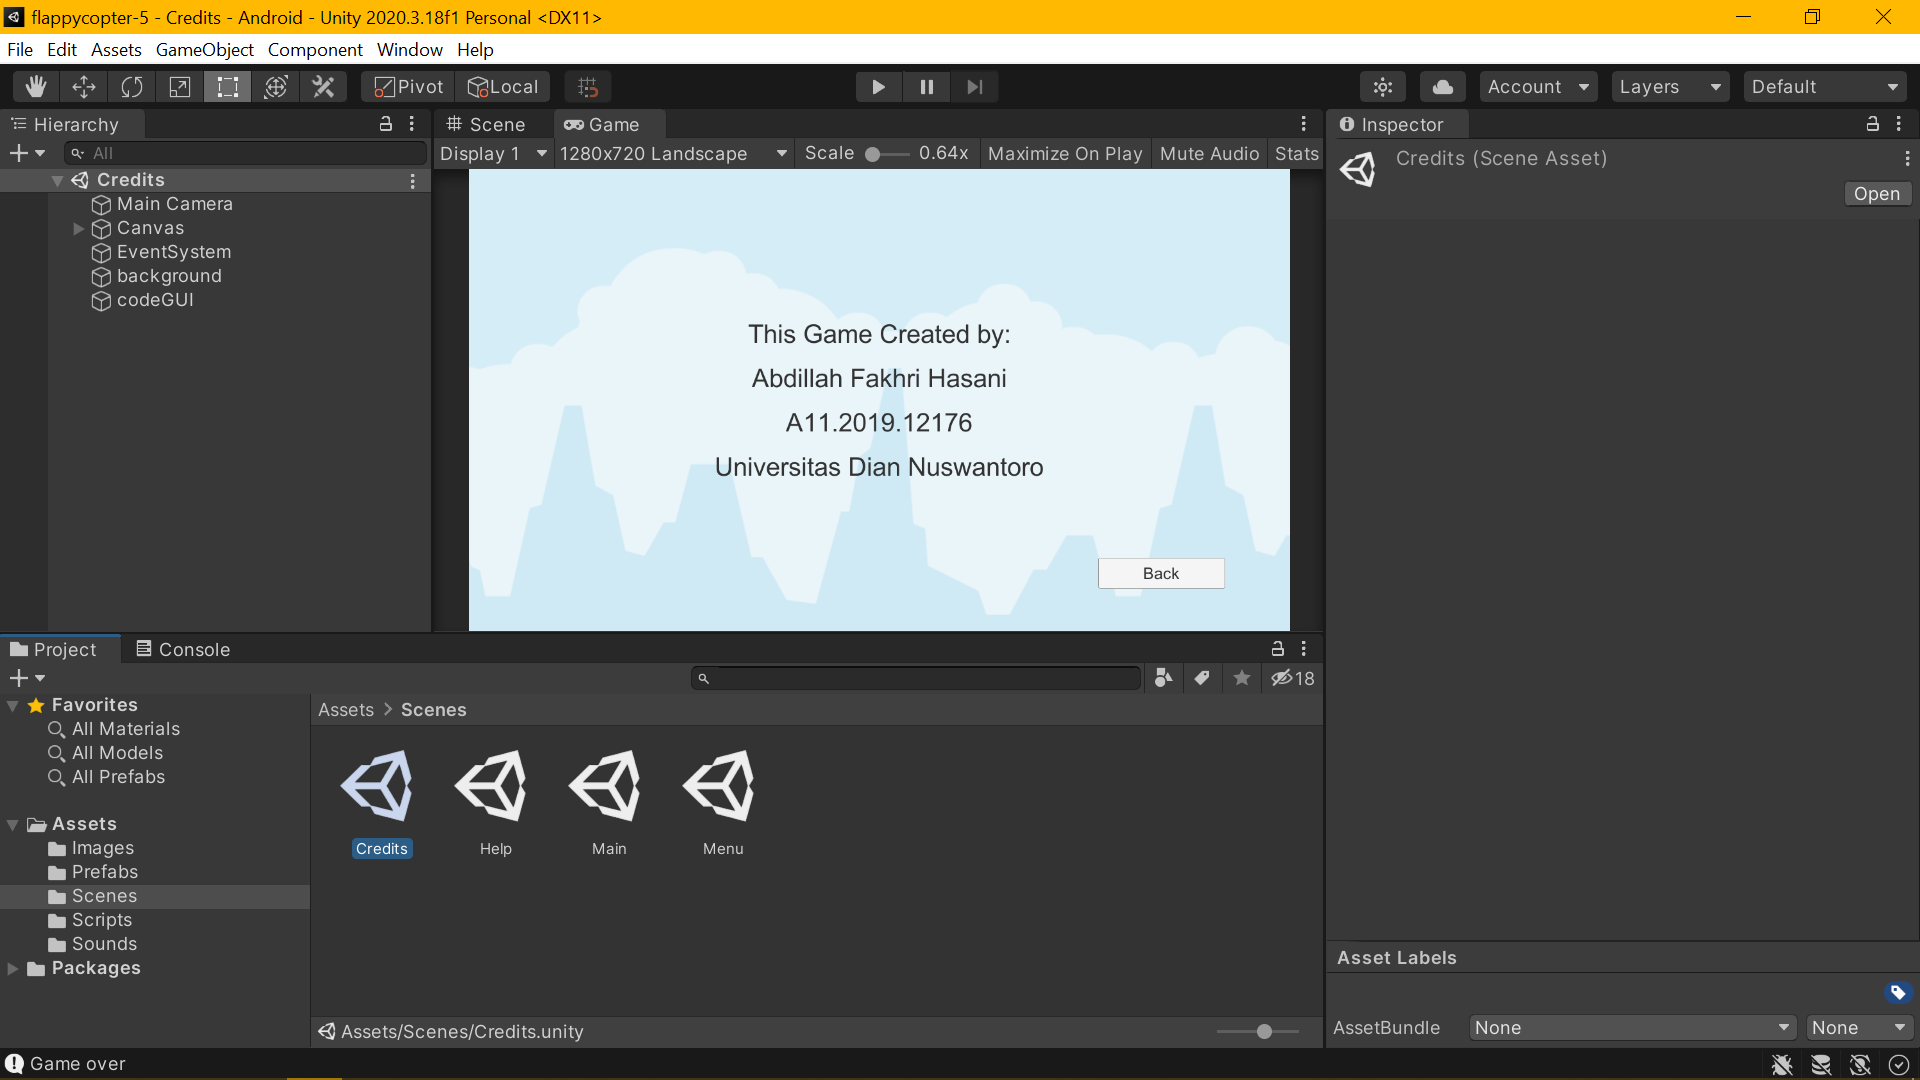 flappycopter-5 - Credits - Android - Unity 2020.3.18f1 Personal <DX11>
File Edit Assets GameObject Component Window Help
Pivot Local Account Layers Default
Hierarchy
All
Credits
Main Camera
Canvas
EventSystem
background
codeGUI
Scene Game
Display 1 1280x720 Landscape Scale 0.64x Maximize On Play Mute Audio Stats
This Game Created by:
Abdillah Fakhri Hasani
A11.2019.12176
Universitas Dian Nuswantoro
Back
Inspector
Credits (Scene Asset)
Open
Project Console
18
Favorites
All Materials
All Models
All Prefabs
Assets
Images
Prefabs
Scenes
Scripts
Sounds
Packages
Assets > Scenes
Credits Help Main Menu
Assets/Scenes/Credits.unity
Asset Labels
AssetBundle None None
Game over